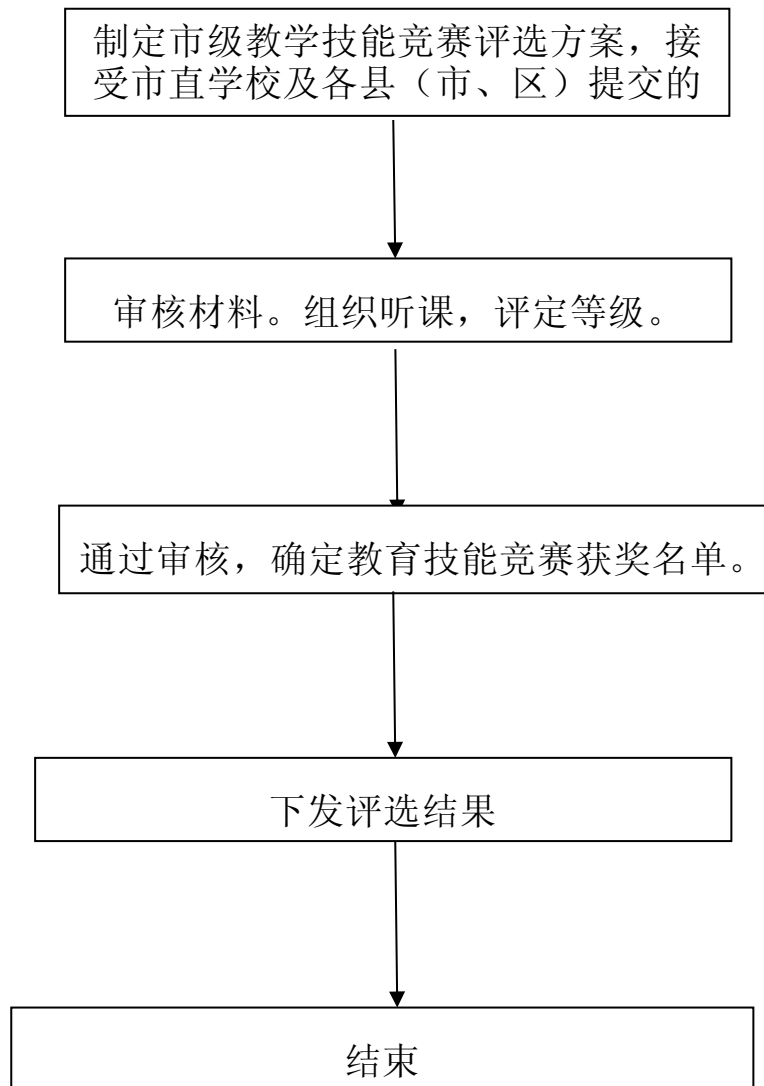 制定市级教学技能竞赛评选方案，接
受市直学校及各县（市、区）提交的
审核材料。组织听课，评定等级。
通过审核，确定教育技能竞赛获奖名单。
下发评选结果
结束